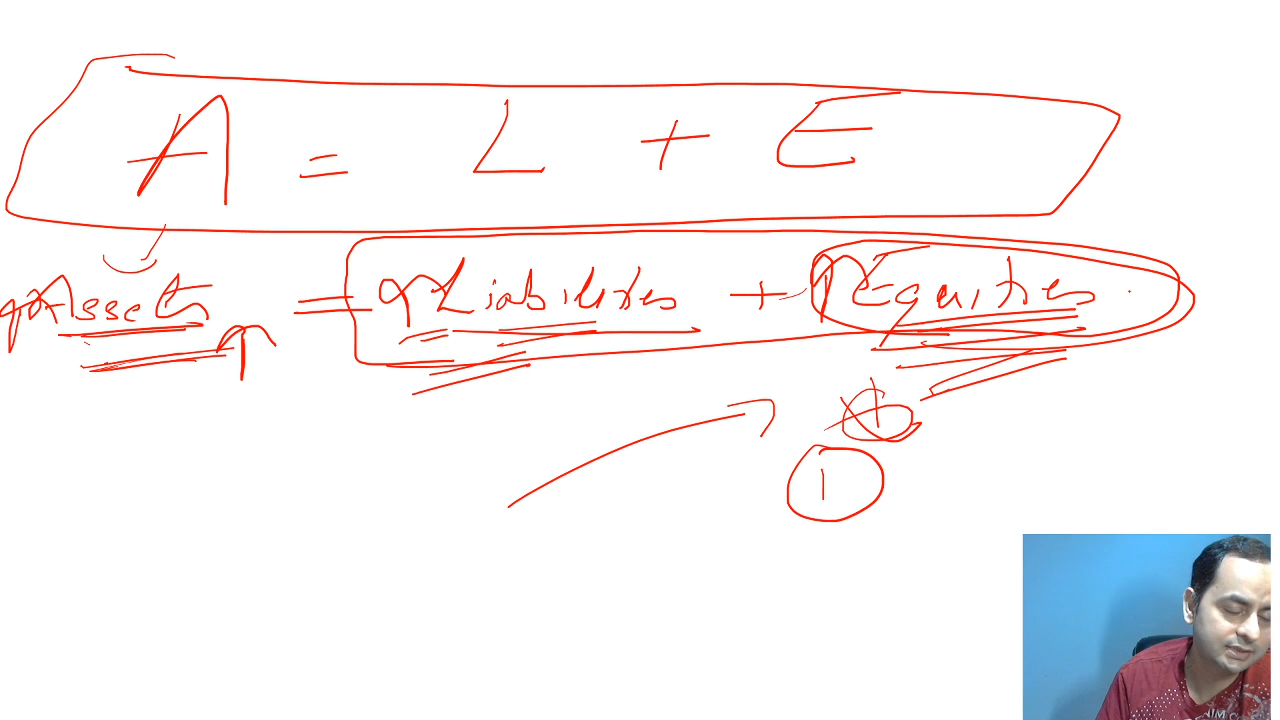 A = L + E
Assets = Liabilities + Equities
1